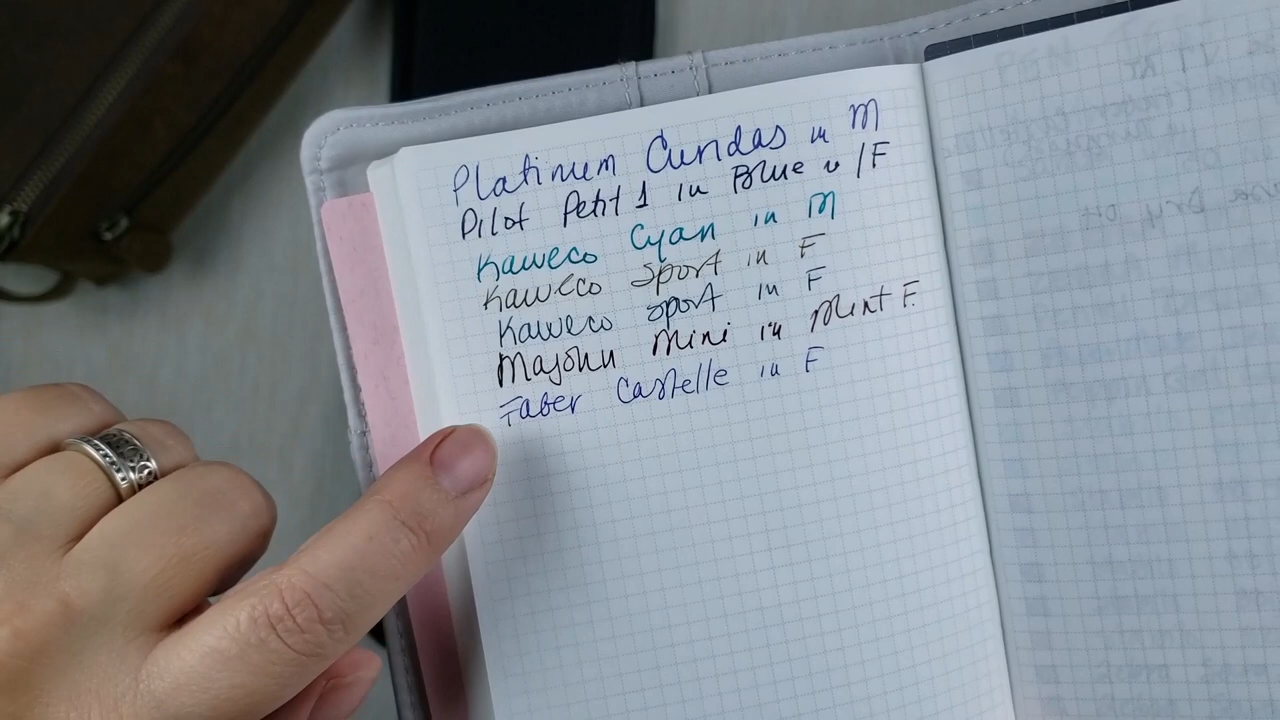 Platinum Curidas in M
Pilot Petit 1 in Blue w/F
Kaweco Cyan in M
Kaweco Sport in F
Kaweco Sport in F
Majohn Mini in Mint F.
Faber Castelle in F